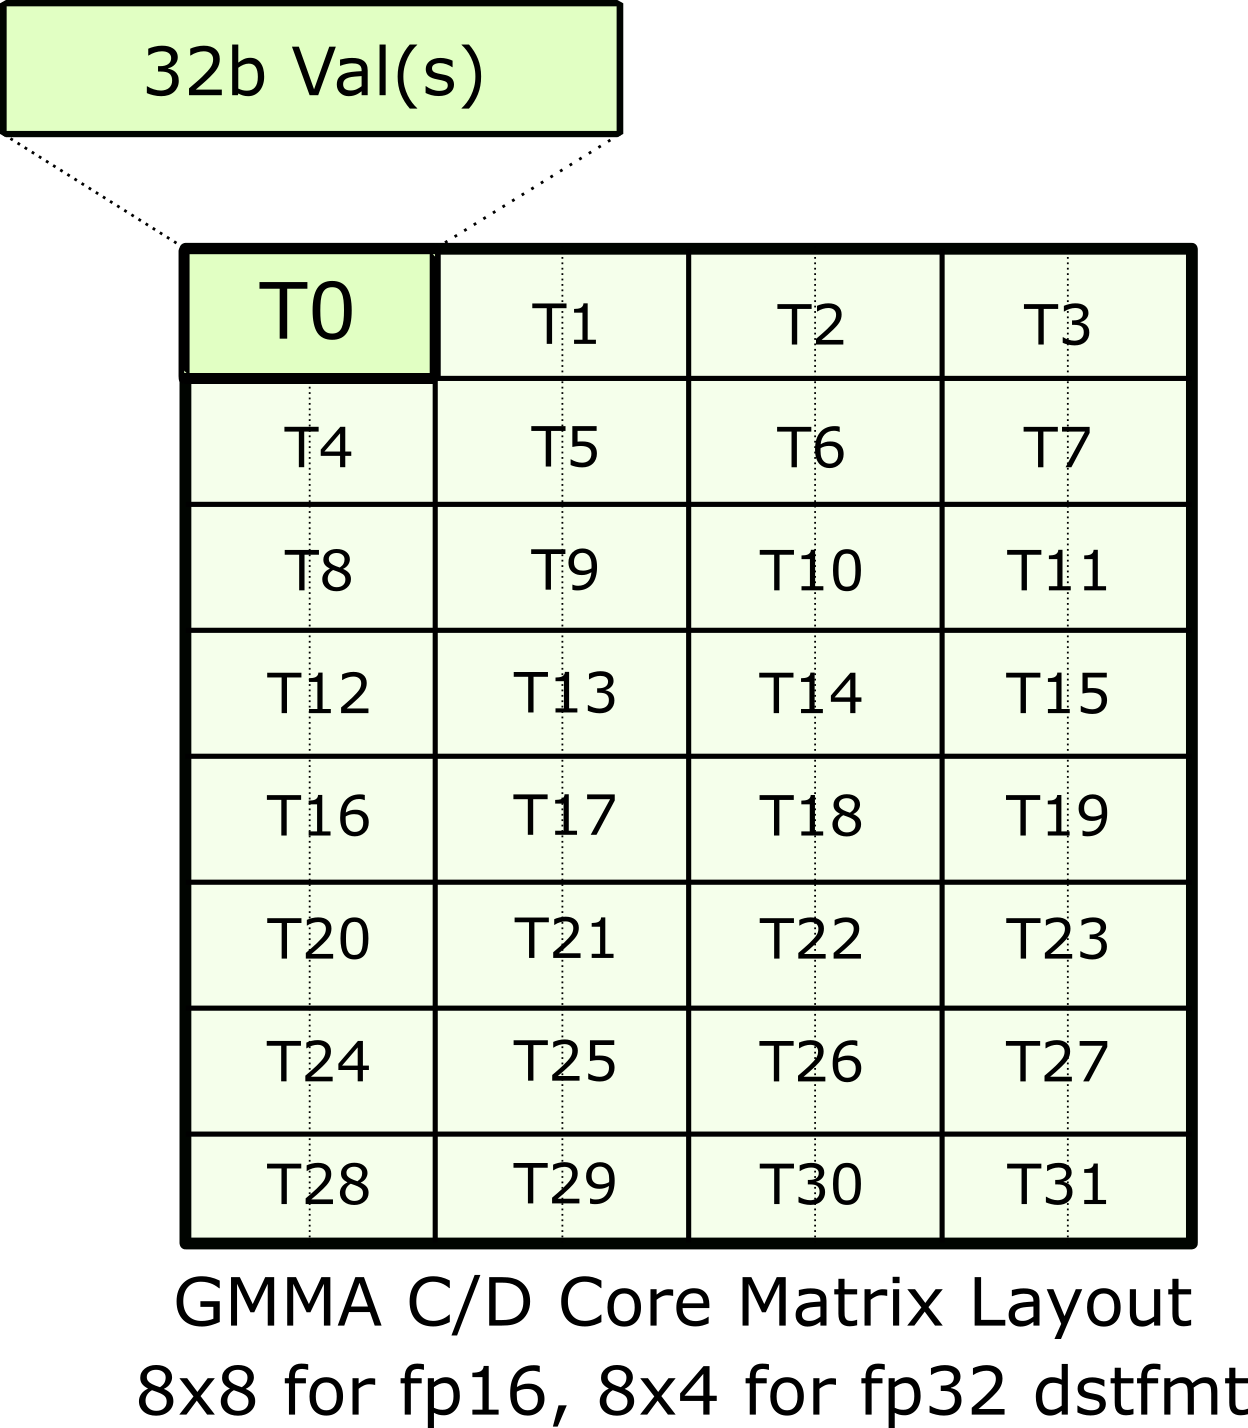 32b Val(s)
T0 T1 T2 T3
T4 T5 T6 T7
T8 T9 T10 T11
T12 T13 T14 T15
T16 T17 T18 T19
T20 T21 T22 T23
T24 T25 T26 T27
T28 T29 T30 T31
GMMA C/D Core Matrix Layout
8x8 for fp16, 8x4 for fp32 dstfmt